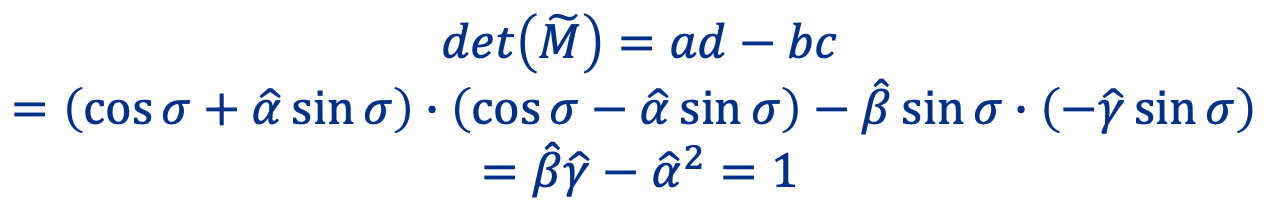 det(M̃) = ad − bc
= (cos σ + α̂ sin σ) · (cos σ − α̂ sin σ) − β̂ sin σ · (−γ̂ sin σ)
= β̂γ̂ − α̂² = 1